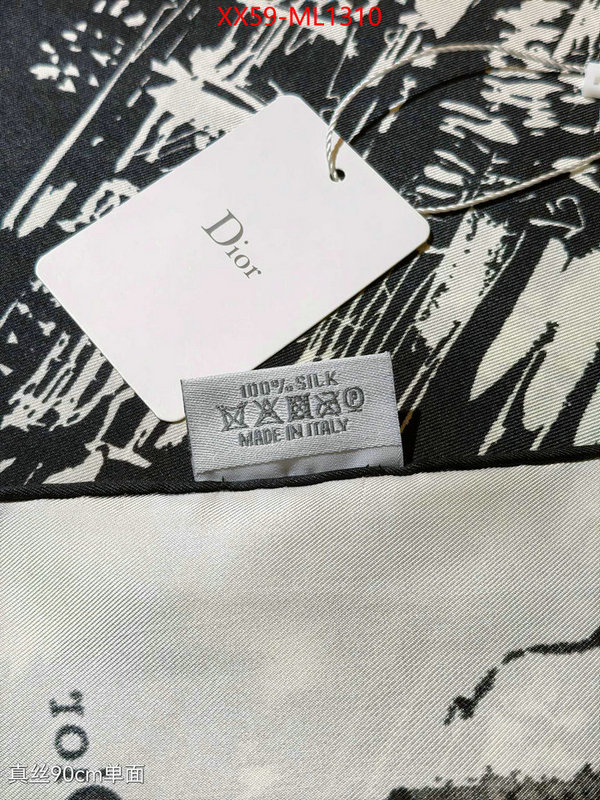 XX59-ML1310
Dior
100% SILK
MADE IN ITALY
真丝90cm单面